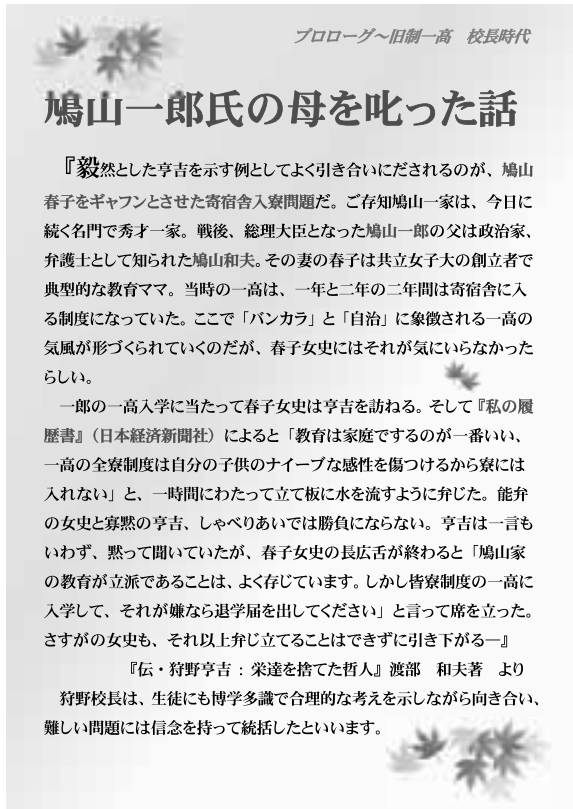 プロローグ～旧制一高　校長時代
鳩山一郎氏の母を叱った話
『毅然とした亨吉を示す例としてよく引き合いにだされるのが、鳩山
春子をギャフンとさせた寄宿舎入寮問題だ。ご存知鳩山一家は、今日に
続く名門で秀才一家。戦後、総理大臣となった鳩山一郎の父は政治家、
弁護士として知られた鳩山和夫。その妻の春子は共立女子大の創立者で
典型的な教育ママ。当時の一高は、一年と二年の二年間は寄宿舎に入
る制度になっていた。ここで「バンカラ」と「自治」に象徴される一高の
気風が形づくられていくのだが、春子女史にはそれが気にいらなかった
らしい。
一郎の一高入学に当たって春子女史は亨吉を訪ねる。そして『私の履
歴書』（日本経済新聞社）によると「教育は家庭でするのが一番いい、
一高の全寮制度は自分の子供のナイーブな感性を傷つけるから寮には
入れない」と、一時間にわたって立て板に水を流すように弁じた。能弁
の女史と寡黙の亨吉、しゃべりあいでは勝負にならない。亨吉は一言も
いわず、黙って聞いていたが、春子女史の長広舌が終わると「鳩山家
の教育が立派であることは、よく存じています。しかし皆寮制度の一高に
入学して、それが嫌なら退学届を出してください」と言って席を立った。
さすがの女史も、それ以上弁じ立てることはできずに引き下がる―』
『伝・狩野亨吉：栄達を捨てた哲人』渡部　和夫著　より
狩野校長は、生徒にも博学多識で合理的な考えを示しながら向き合い、
難しい問題には信念を持って統括したといいます。